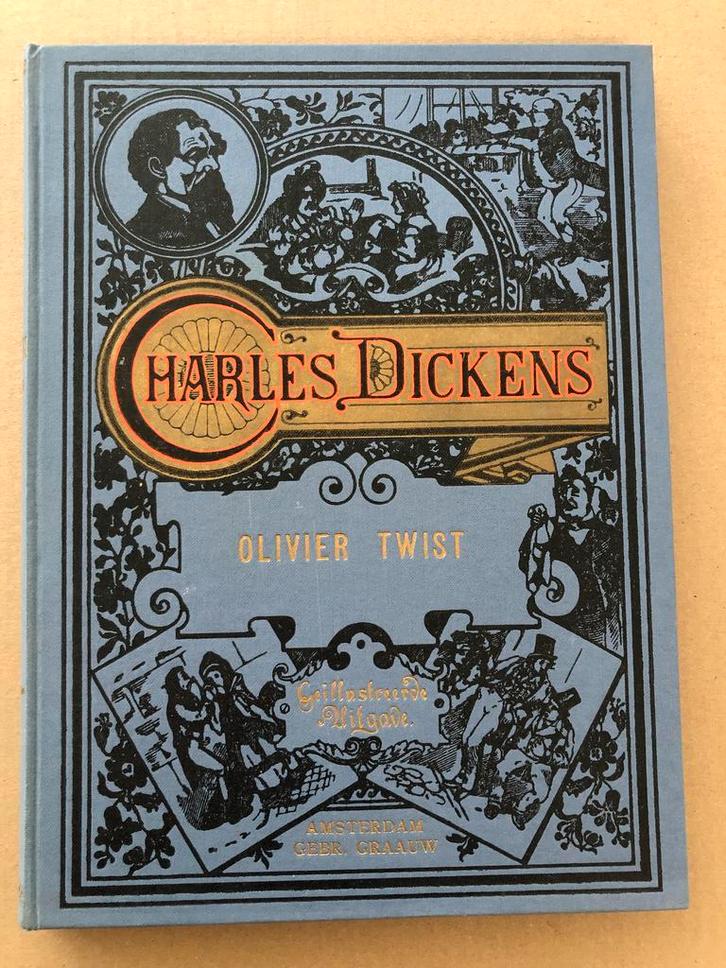 CHARLES DICKENS
OLIVIER TWIST
Geïllustreerde
Uitgave.
AMSTERDAM
GEBR. GRAAUW